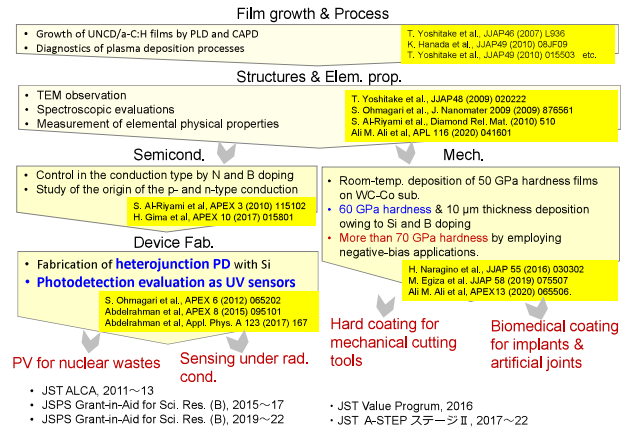 Film growth & Process
• Growth of UNCD/a-C:H films by PLD and CAPD
• Diagnostics of plasma deposition processes
T. Yoshitake et al., JJAP46 (2007) L936
K. Hanada et al., JJAP49 (2010) 08JF09
T. Yoshitake et al., JJAP49 (2010) 015503 etc.
Structures & Elem. prop.
• TEM observation
• Spectroscopic evaluations
• Measurement of elemental physical properties
T. Yoshitake et al., JJAP48 (2009) 020222
S. Ohmagari et al., J. Nanomater 2009 (2009) 876561
S. Al-Riyami et al., Diamond Rel. Mat. (2010) 510
Ali M. Ali et al, APL 116 (2020) 041601
Semicond.
• Control in the conduction type by N and B doping
• Study of the origin of the p- and n-type conduction
S. Al-Riyami et al, APEX 3 (2010) 115102
H. Gima et al, APEX 10 (2017) 015801
Mech.
• Room-temp. deposition of 50 GPa hardness films
on WC-Co sub.
• 60 GPa hardness & 10 μm thickness deposition
owing to Si and B doping
• More than 70 GPa hardness by employing
negative-bias applications.
H. Naragino et al, JJAP 55 (2016) 030302
M. Egiza et al. JJAP 58 (2019) 075507
Ali M. Ali et al, APEX13 (2020) 065506.
Device Fab.
• Fabrication of heterojunction PD with Si
• Photodetection evaluation as UV sensors
S. Ohmagari et al, APEX 6 (2012) 065202
Abdelrahman et al, APEX 8 (2015) 095101
Abdelrahman et al, Appl. Phys. A 123 (2017) 167
PV for nuclear wastes
Sensing under rad.
cond.
Hard coating for
mechanical cutting
tools
Biomedical coating
for implants &
artificial joints
• JST ALCA, 2011～13
• JSPS Grant-in-Aid for Sci. Res. (B), 2015～17
• JSPS Grant-in-Aid for Sci. Res. (B), 2019～22
・JST Value Progrum, 2016
・JST A-STEP ステージⅡ, 2017～22